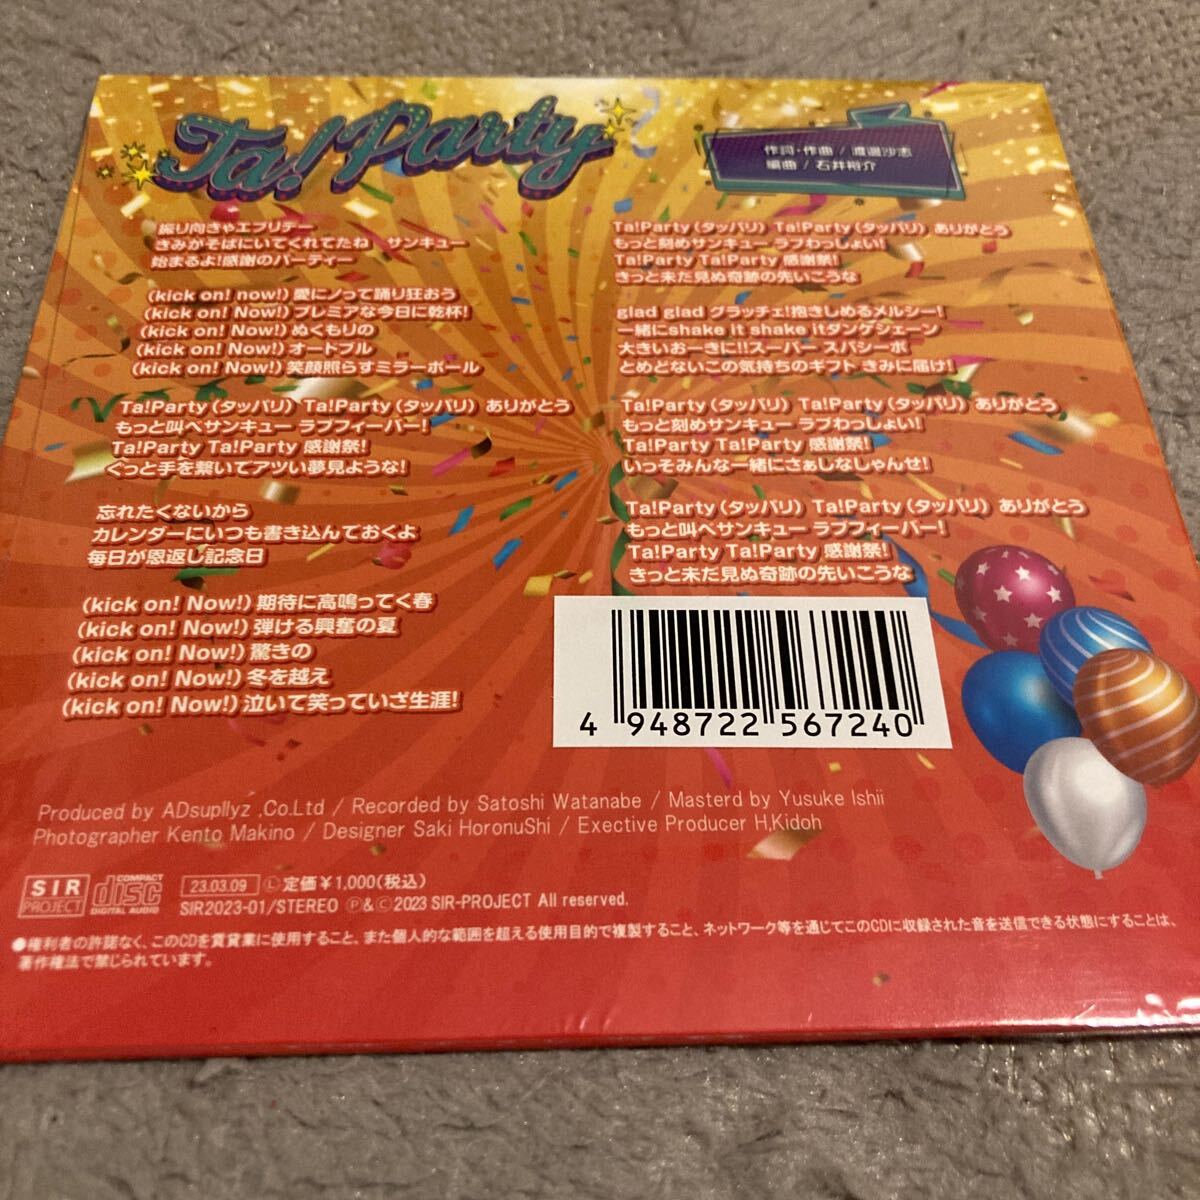 Ta! Party
作詞・作曲 / 渡邉沙志
編曲 / 石井裕介
振り向きゃエブリデー
きみがそばにいてくれてたね サンキュー
始まるよ!感謝のパーティー
(kick on! now!) 愛にノって踊り狂おう
(kick on! Now!) プレミアな今日に乾杯!
(kick on! Now!) ぬくもりの
(kick on! Now!) オードブル
(kick on! Now!) 笑顔照らすミラーボール
Ta!Party (タッパリ) Ta!Party (タッパリ) ありがとう
もっと叫べサンキュー ラブフィーバー!
Ta!Party Ta!Party 感謝祭!
ぐっと手を繋いでアツい夢見ような!
忘れたくないから
カレンダーにいつも書き込んでおくよ
毎日が恩返し記念日
(kick on! Now!) 期待に高鳴ってく春
(kick on! Now!) 弾ける興奮の夏
(kick on! Now!) 驚きの
(kick on! Now!) 冬を越え
(kick on! Now!) 泣いて笑っていざ生涯!
Ta!Party (タッパリ) Ta!Party (タッパリ) ありがとう
もっと刻めサンキュー ラブわっしょい!
Ta!Party Ta!Party 感謝祭!
きっと未だ見ぬ奇跡の先いこうな
glad glad グラッチェ!抱きしめるメルシー!
一緒にshake it shake itダンケシェーン
大きいおーきに!!スーパー スパシーボ
とめどないこの気持ちのギフト きみに届け!
Ta!Party (タッパリ) Ta!Party (タッパリ) ありがとう
もっと刻めサンキュー ラブわっしょい!
Ta!Party Ta!Party 感謝祭!
いっそみんな一緒にさぁしなしゃんせ!
Ta!Party (タッパリ) Ta!Party (タッパリ) ありがとう
もっと叫べサンキュー ラブフィーバー!
Ta!Party Ta!Party 感謝祭!
きっと未だ見ぬ奇跡の先いこうな
4 948722 567240
Produced by ADsupllyz ,Co.Ltd / Recorded by Satoshi Watanabe / Masterd by Yusuke Ishii
Photographer Kento Makino / Designer Saki HoronuShi / Exective Producer H,Kidoh
SIR PROJECT
COMPACT disc DIGITAL AUDIO
23.03.09 Ⓛ定価￥1,000(税込)
SIR2023-01/STEREO Ⓟ&Ⓒ2023 SIR-PROJECT All reserved.
●権利者の許諾なく、このCDを賃貸業に使用すること、また個人的な範囲を超える使用目的で複製すること、ネットワーク等を通じてこのCDに収録された音を送信できる状態にすることは、
著作権法で禁じられています。